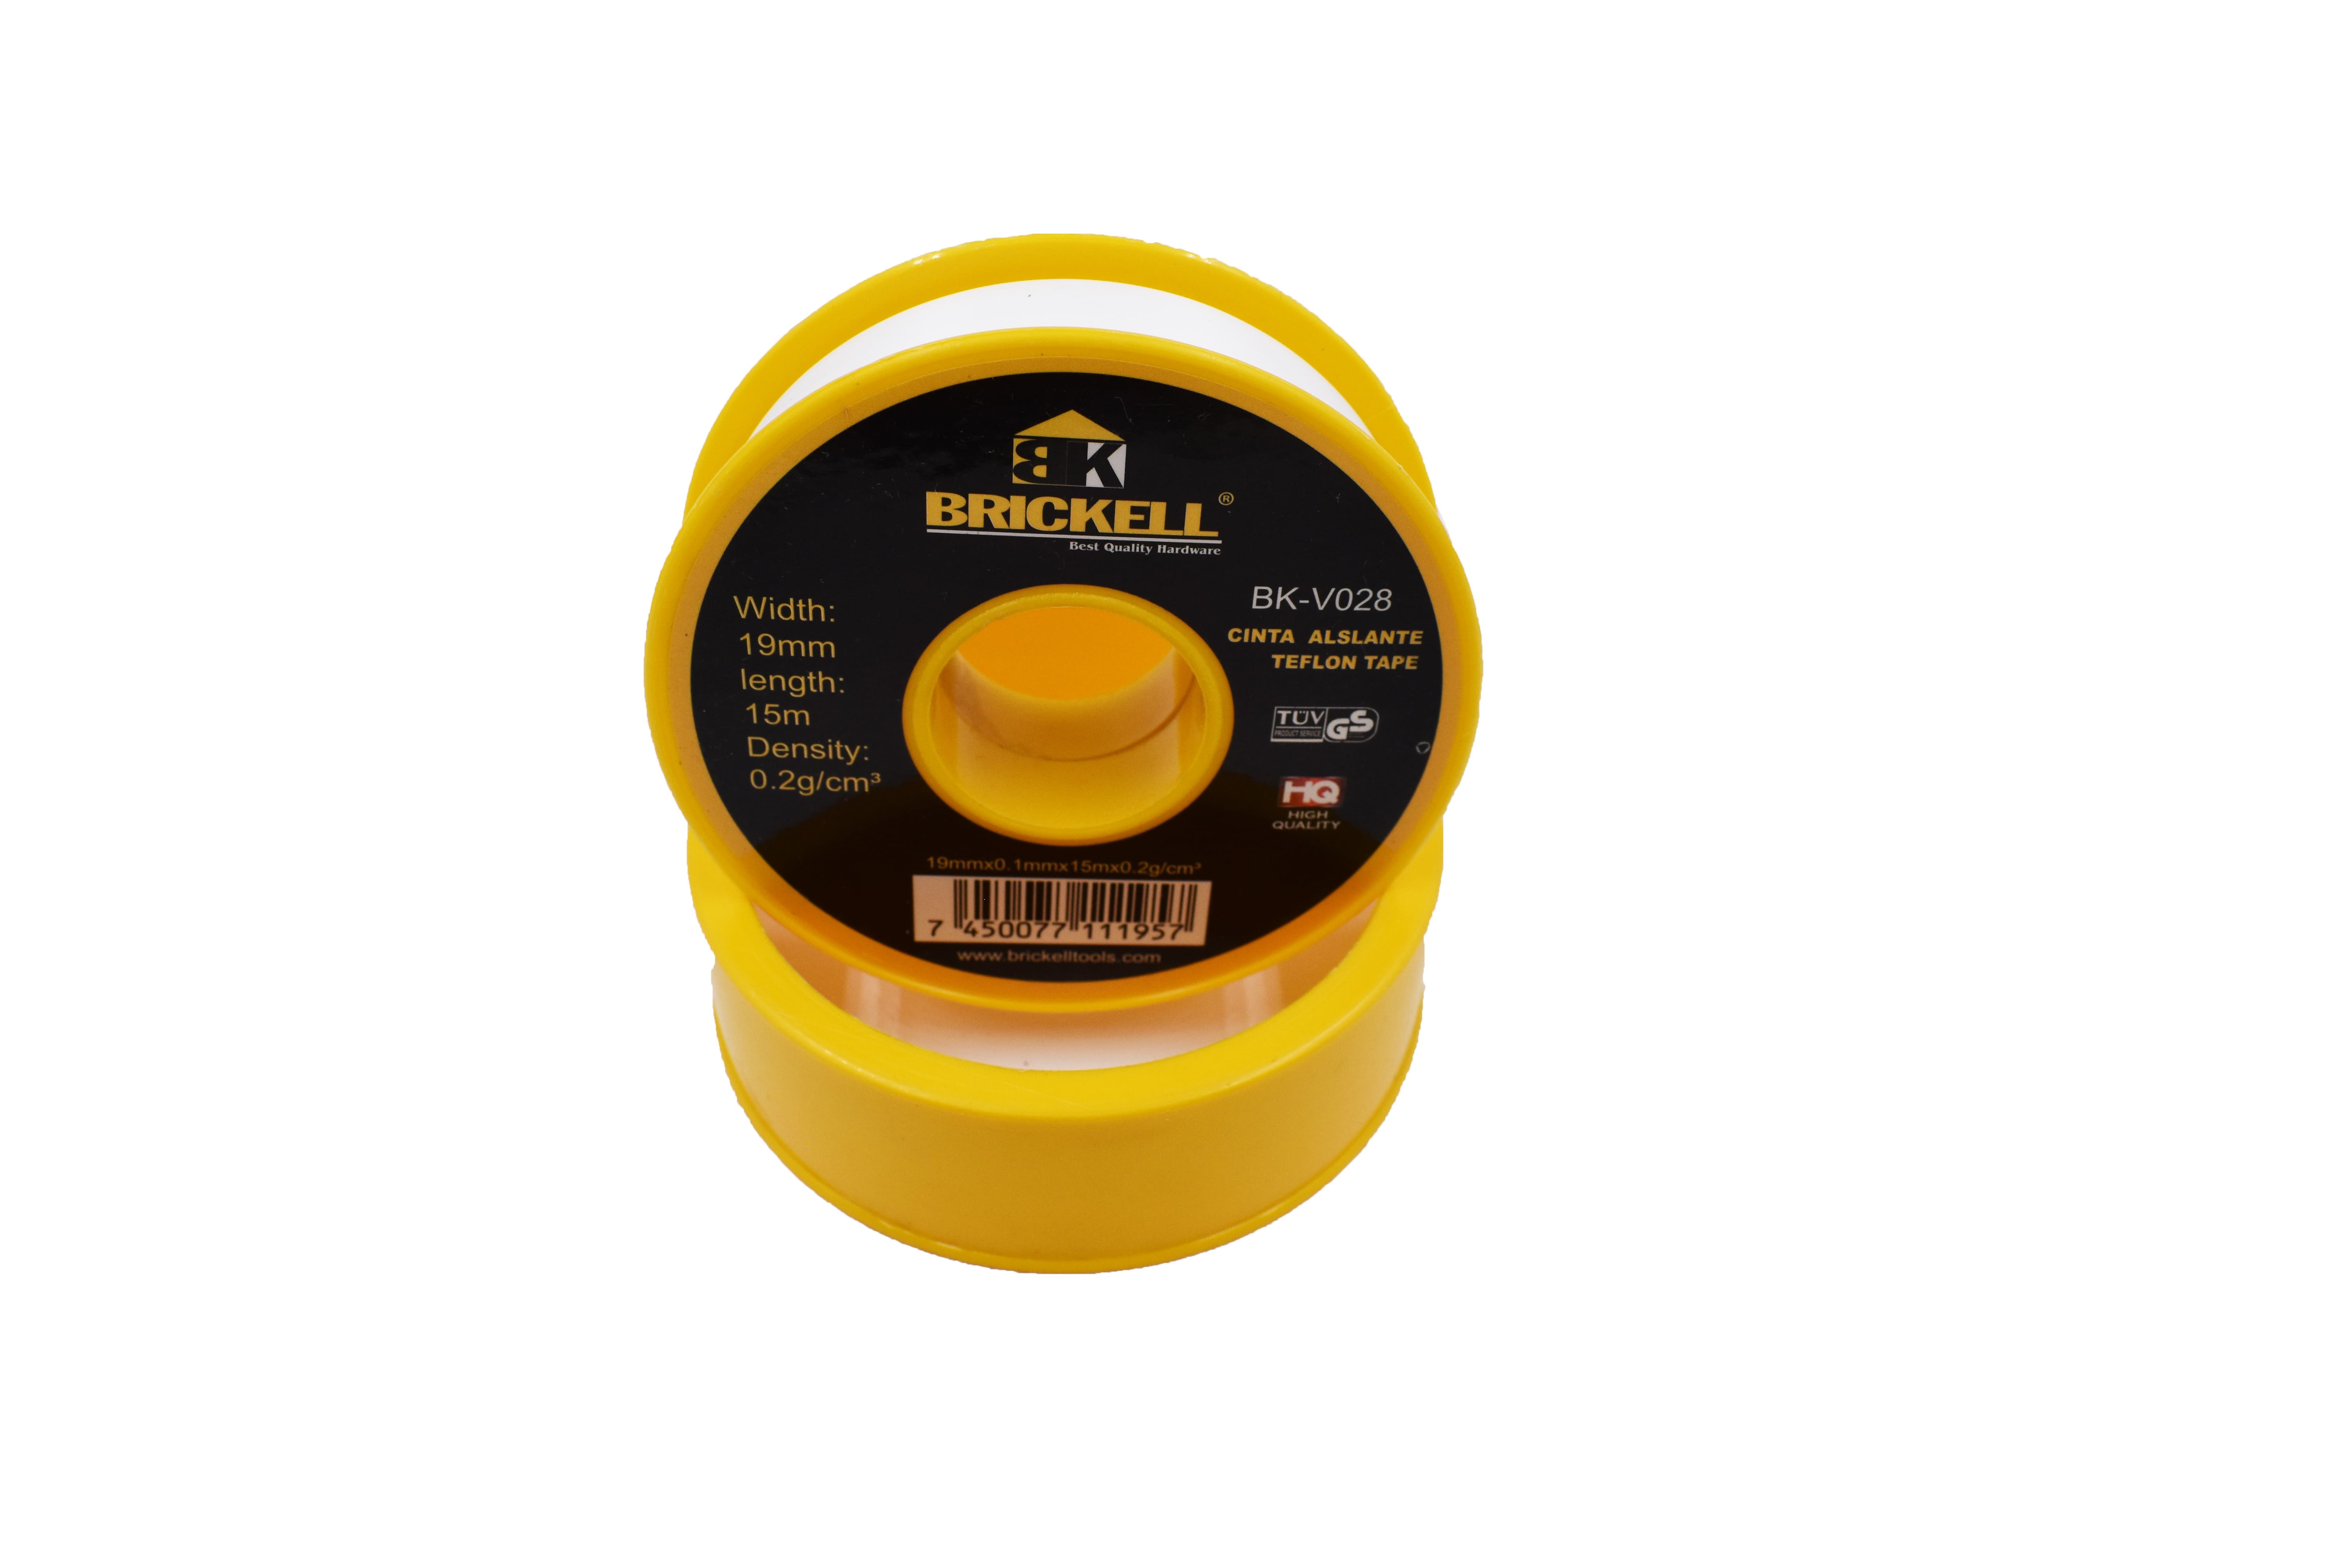 BK
BRICKELL®
Best Quality Hardware
Width:
19mm
length:
15m
Density:
0.2g/cm³
BK-V028
CINTA ALSLANTE
TEFLON TAPE
TÜV
PRODUCT SERVICE
GS
HQ
HIGH
QUALITY
19mmx0.1mmx15mx0.2g/cm³
7 450077 111957
www.brickelltools.com